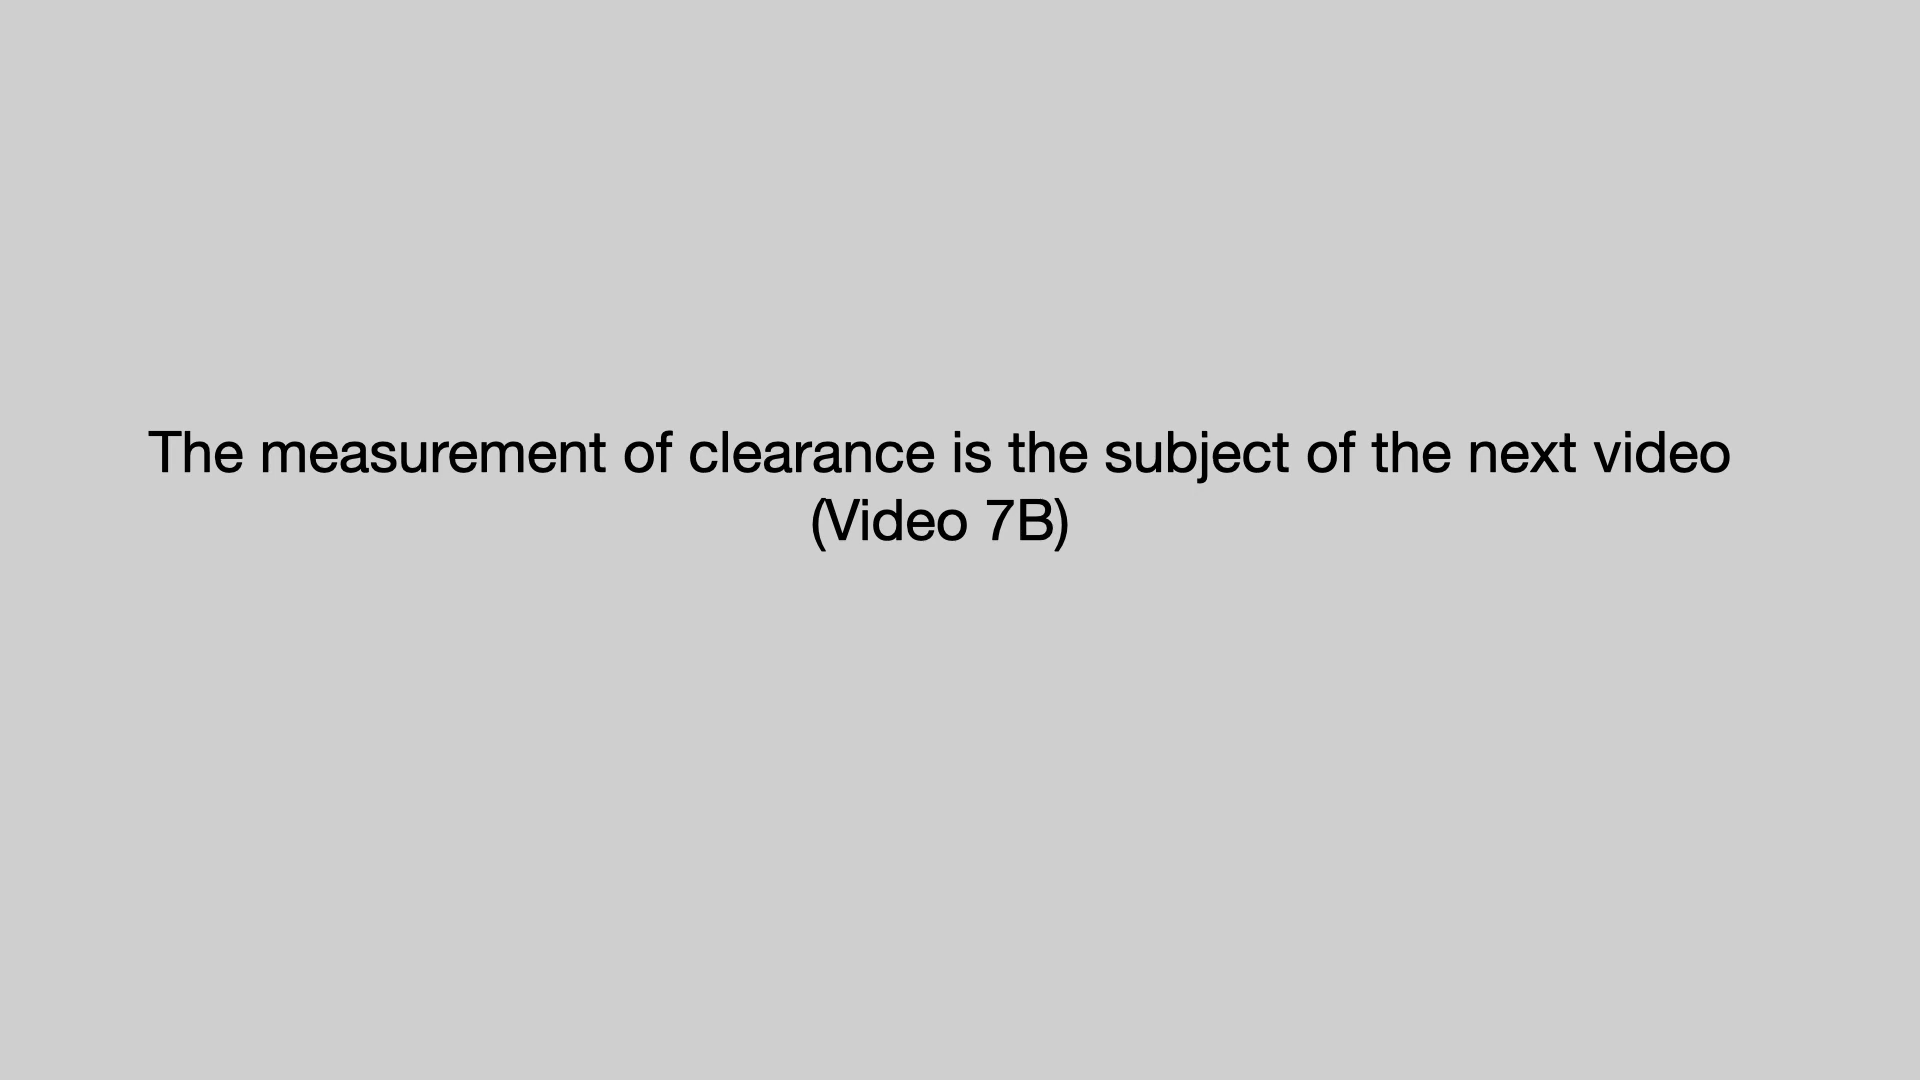 The measurement of clearance is the subject of the next video
(Video 7B)